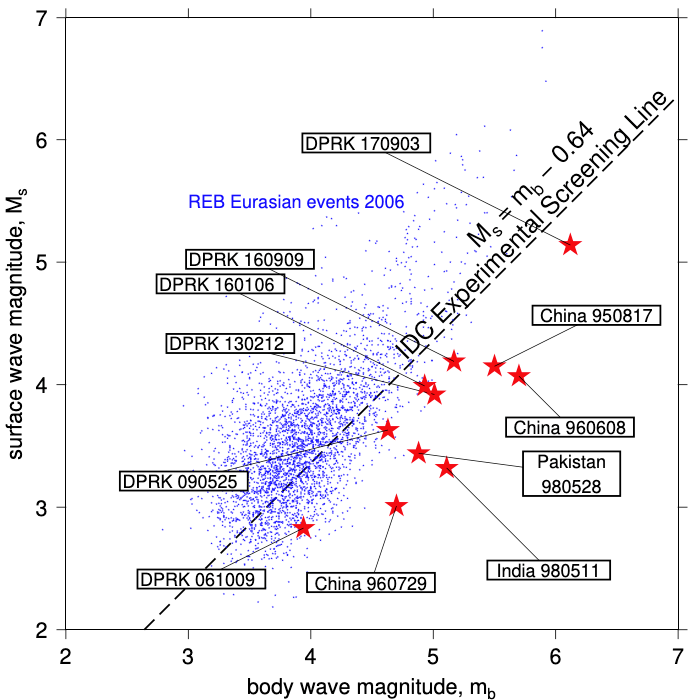 7
6
5
4
3
2
surface wave magnitude, Ms
DPRK 170903
Ms = mb − 0.64
IDC Experimental Screening Line
REB Eurasian events 2006
DPRK 160909
DPRK 160106
China 950817
DPRK 130212
China 960608
Pakistan
980528
DPRK 090525
India 980511
DPRK 061009
China 960729
2 3 4 5 6 7
body wave magnitude, mb